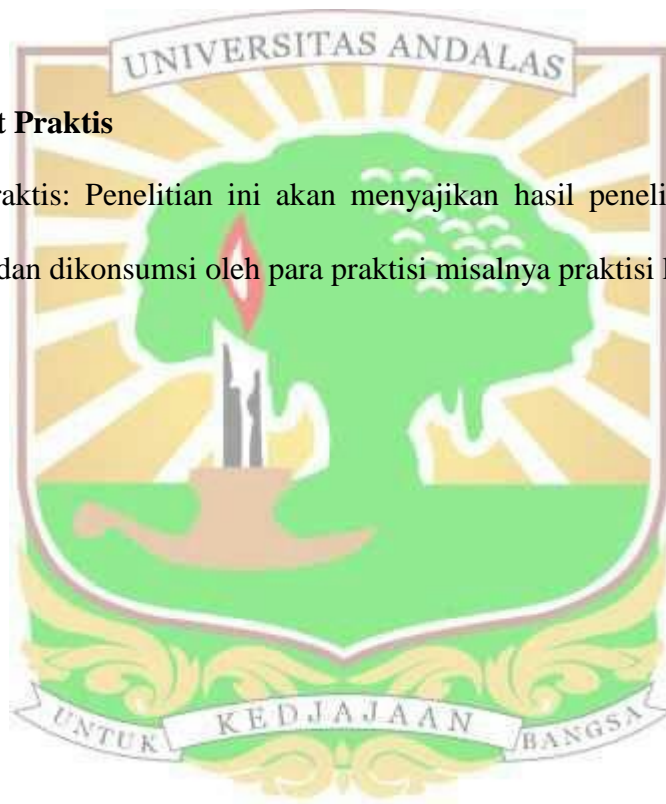 UNIVERSITAS ANDALAS
t Praktis
raktis: Penelitian ini akan menyajikan hasil peneli
dan dikonsumsi oleh para praktisi misalnya praktisi
UNTUK KEDJAJAAN BANGSA